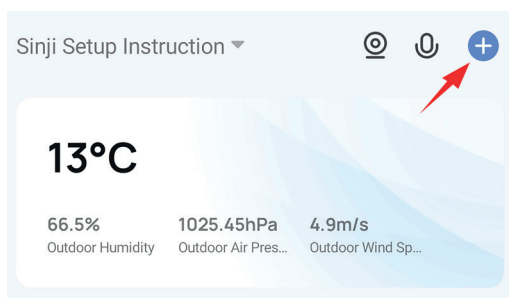 Sinji Setup Instruction
13°C
66.5% 1025.45hPa 4.9m/s
Outdoor Humidity Outdoor Air Pres... Outdoor Wind Sp...